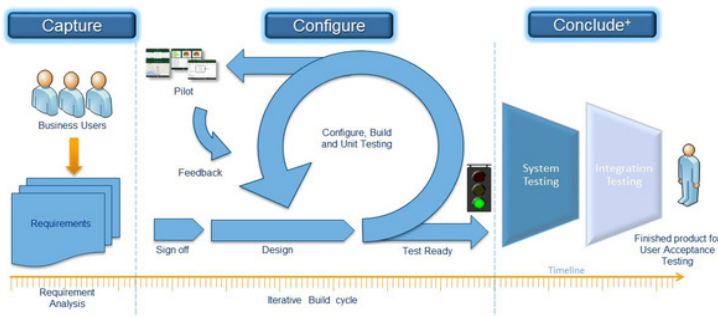 Capture
Configure
Conclude+
Business Users
Requirements
Requirement
Analysis
Pilot
Feedback
Configure, Build
and Unit Testing
Sign off
Design
Test Ready
Iterative Build cycle
System
Testing
Integration
Testing
Finished product for
User Acceptance
Testing
Timeline